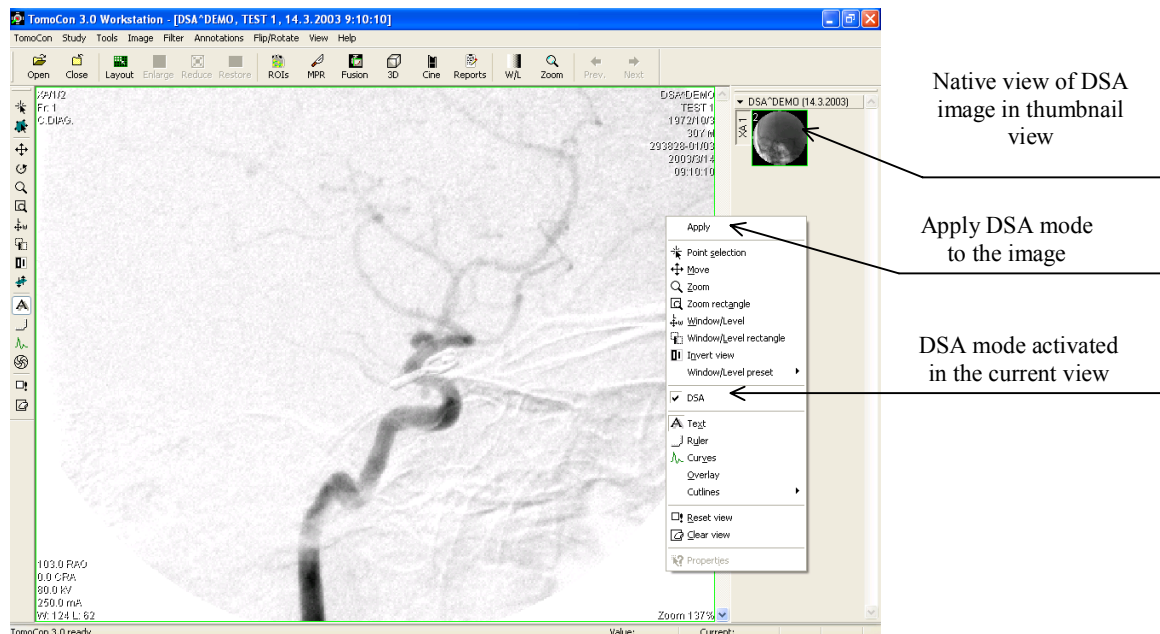 TomoCon 3.0 Workstation - [DSA^DEMO, TEST 1 , 14.3.2003 9:10:10]
TomoCon Study Tools Image Filter Annotations Flip/Rotate View Help
Open Close Layout Enlarge Reduce Restore ROIs MPR Fusion 3D Cine Reports W/L Zoom Prev. Next
XA/1/2
Fr: 1
C.DIAG.
DSA^DEMO
TEST 1
1972/10/3
307
293828-01/03
2003/3/14
09:10:10
DSA^DEMO (14.3.2003)
XA 1
2
Native view of DSA
image in thumbnail
view
Apply
Point selection
Move
Zoom
Zoom rectangle
Window/Level
Window/Level rectangle
Invert view
Window/Level preset
DSA
Text
Ruler
Curves
Overlay
Cutlines
Reset view
Clear view
Properties
Apply DSA mode
to the image
DSA mode activated
in the current view
103.0 RAO
0.0 CRA
80.0 kV
250.0 mA
W: 124 L: 62
Zoom 137%
TomoCon 3.0 ready
Value: Current: